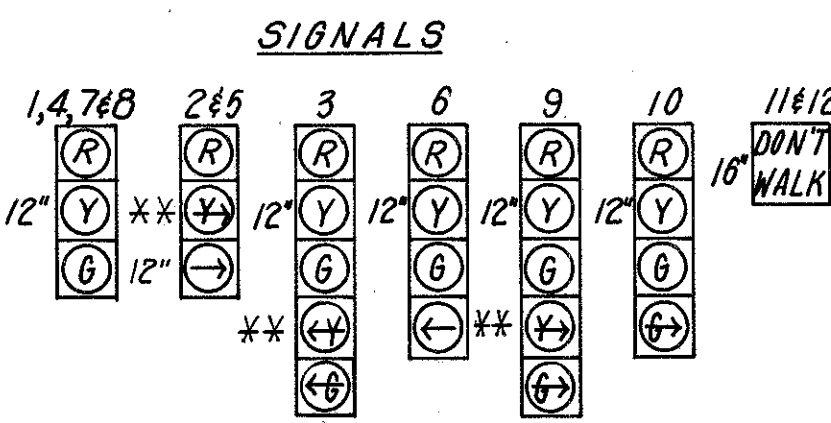 SIGNALS
1,4,7&8 2&5 3 6 9 10 11&12
R R R R R R DON'T
12" Y ** Y→ 12" Y 12" Y 12" Y 12" Y 16" WALK
G 12" → G G G G
** ←Y ← ** Y→ G→
←G G→